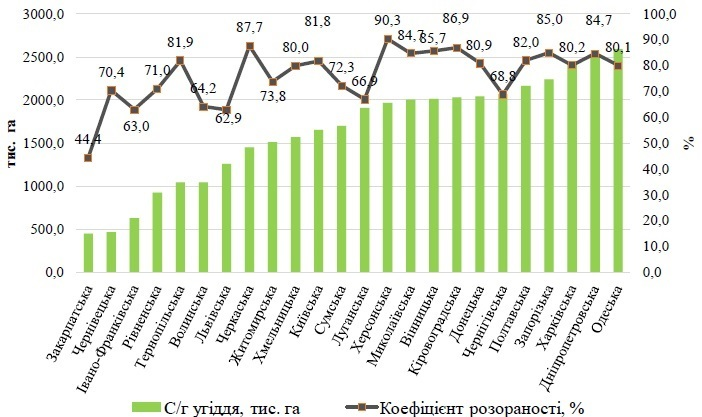 3000,0
2500,0
2000,0
1500,0
1000,0
500,0
0,0
тис. га
100,0
90,0
80,0
70,0
60,0
50,0
40,0
30,0
20,0
10,0
0,0
%
44,4
70,4
63,0
71,0
81,9
64,2
62,9
87,7
73,8
80,0
81,8
72,3
66,9
90,3
84,7
85,7
86,9
80,9
68,8
82,0
85,0
80,2
84,7
80,1
Закарпатська
Чернівецька
Івано-Франківська
Рівненська
Тернопільська
Волинська
Львівська
Черкаська
Житомирська
Хмельницька
Київська
Сумська
Луганська
Херсонська
Миколаївська
Вінницька
Кіровоградська
Донецька
Чернігівська
Полтавська
Запорізька
Харківська
Дніпропетровська
Одеська
С/г угіддя, тис. га
Коефіцієнт розораності, %